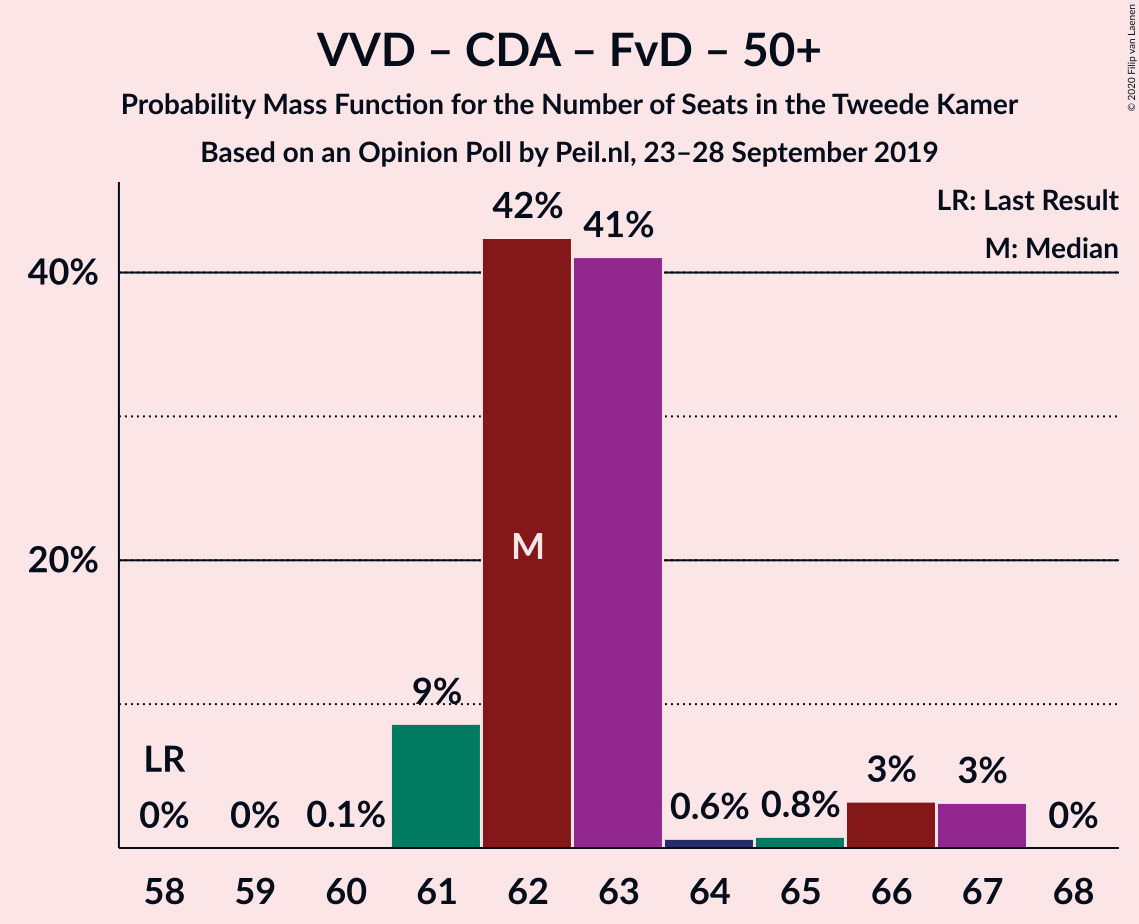 VVD – CDA – FvD – 50+
Probability Mass Function for the Number of Seats in the Tweede Kamer
Based on an Opinion Poll by Peil.nl, 23–28 September 2019
© 2020 Filip van Laenen
LR: Last Result
M: Median
42%
41%
40%
M
20%
9%
LR
0%
0%
0.1%
0.6%
0.8%
3%
3%
0%
58 59 60 61 62 63 64 65 66 67 68